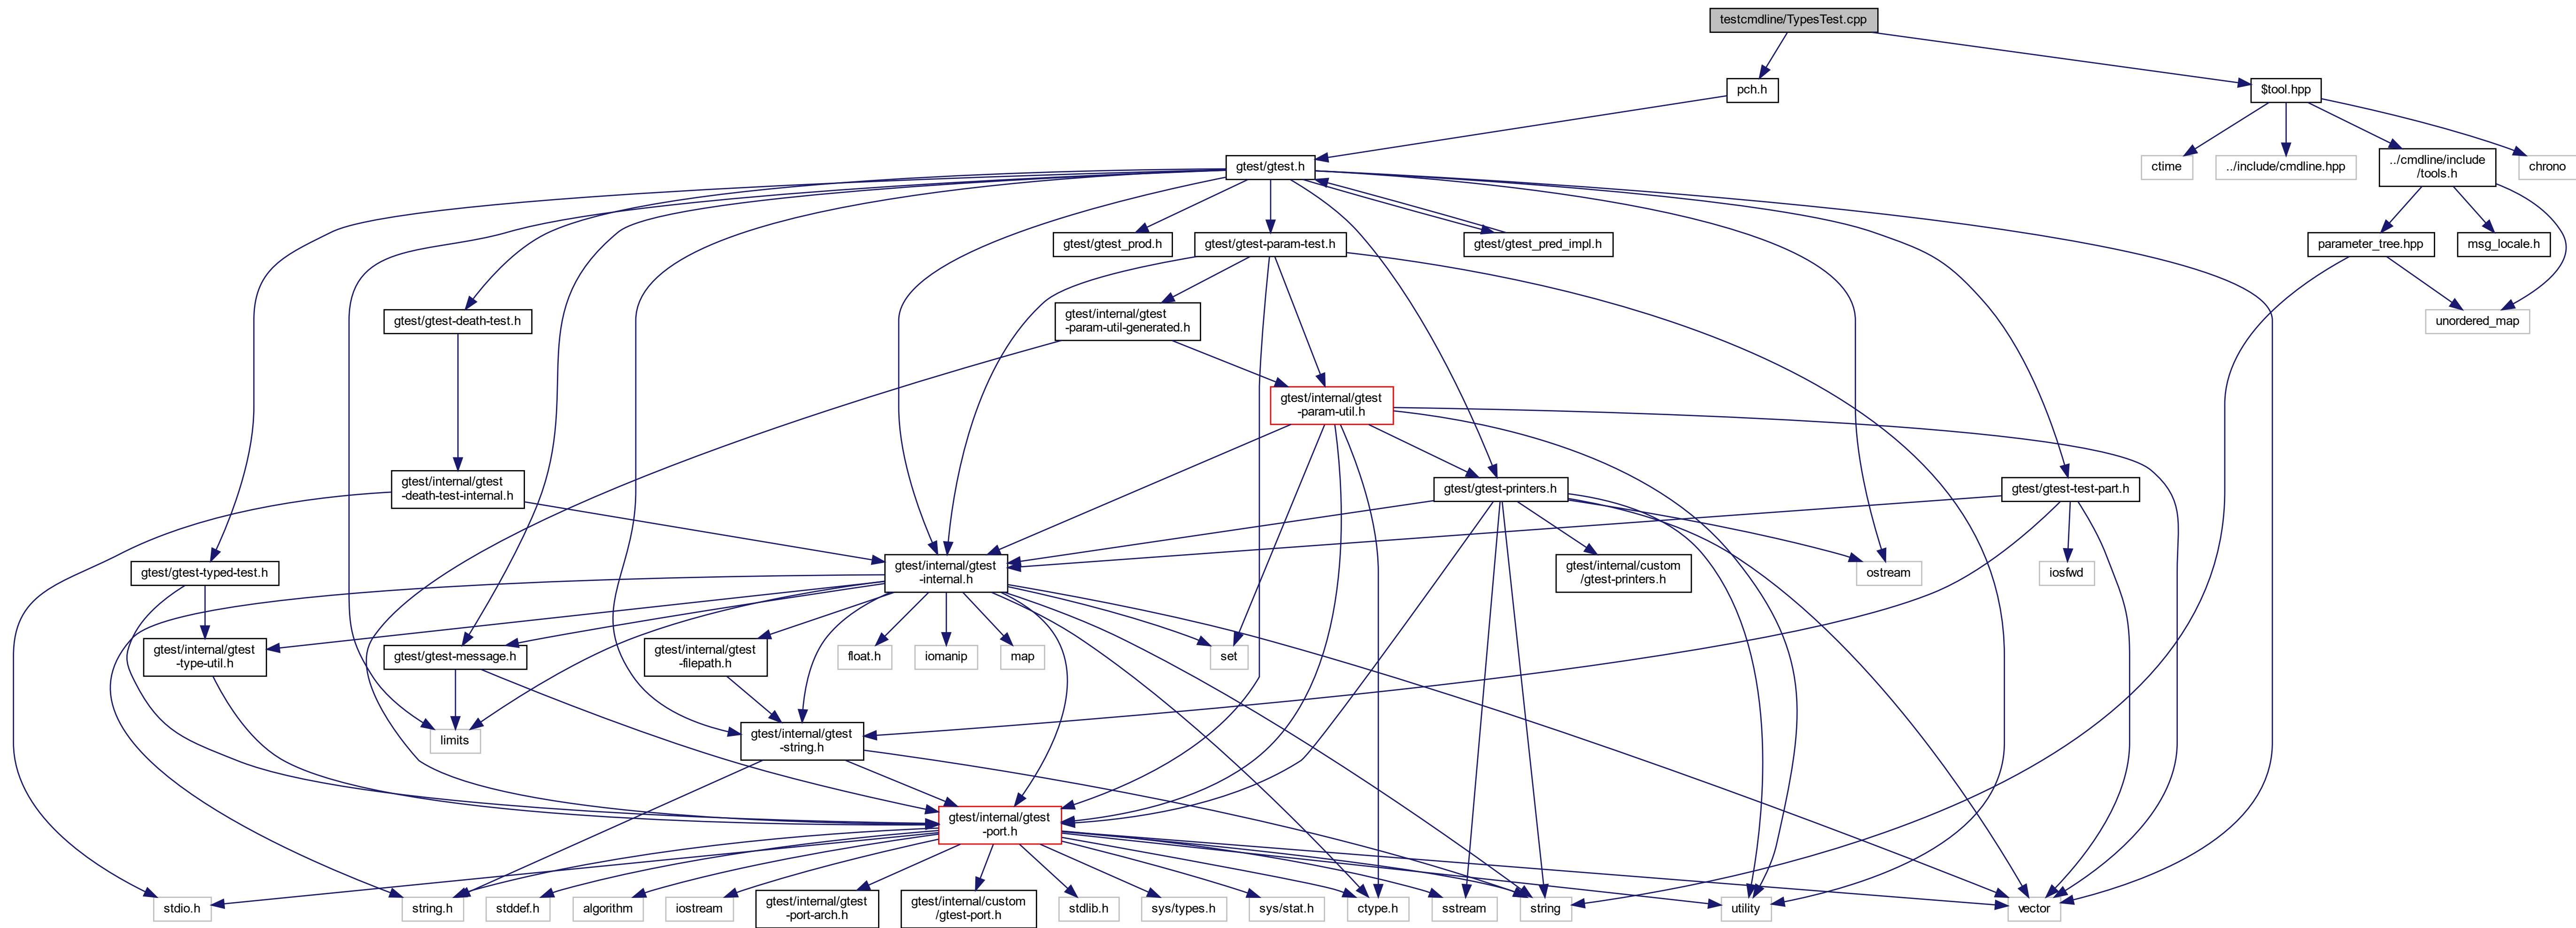 testcmdline/TypesTest.cpp
pch.h
$tool.hpp
gtest/gtest.h
ctime
../include/cmdline.hpp
../cmdline/include
/tools.h
chrono
gtest/gtest_prod.h
gtest/gtest-param-test.h
gtest/gtest_pred_impl.h
parameter_tree.hpp
msg_locale.h
gtest/gtest-death-test.h
gtest/internal/gtest
-param-util-generated.h
unordered_map
gtest/internal/gtest
-param-util.h
gtest/internal/gtest
-death-test-internal.h
gtest/gtest-printers.h
gtest/gtest-test-part.h
gtest/gtest-typed-test.h
gtest/internal/gtest
-internal.h
gtest/internal/custom
/gtest-printers.h
ostream
iosfwd
gtest/internal/gtest
-type-util.h
gtest/gtest-message.h
gtest/internal/gtest
-filepath.h
float.h
iomanip
map
set
limits
gtest/internal/gtest
-string.h
gtest/internal/gtest
-port.h
stdio.h
string.h
stddef.h
algorithm
iostream
gtest/internal/gtest
-port-arch.h
gtest/internal/custom
/gtest-port.h
stdlib.h
sys/types.h
sys/stat.h
ctype.h
sstream
string
utility
vector